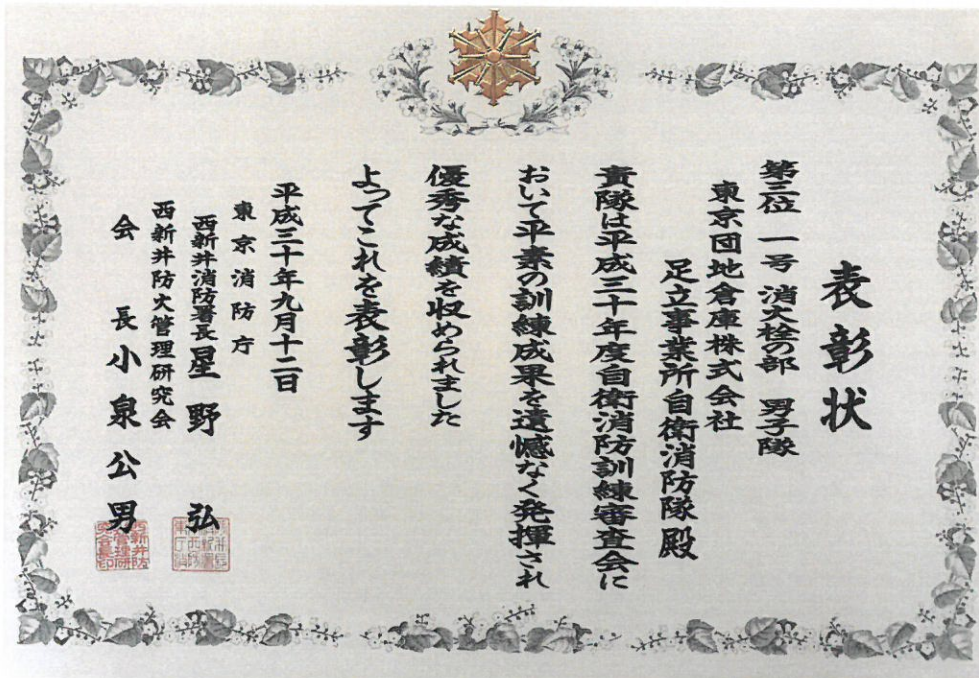 表彰状
第三位 一号 消火栓の部 男子隊
東京団地倉庫株式会社
足立事業所自衛消防隊 殿
貴隊は平成三十年度自衛消防訓練審査会に
おいて平素の訓練成果を遺憾なく発揮され
優秀な成績を収められました
よってこれを表彰します
平成三十年九月十二日
東京消防庁
西新井消防署長 星野 弘
西新井防火管理研究会
会長 小泉公男